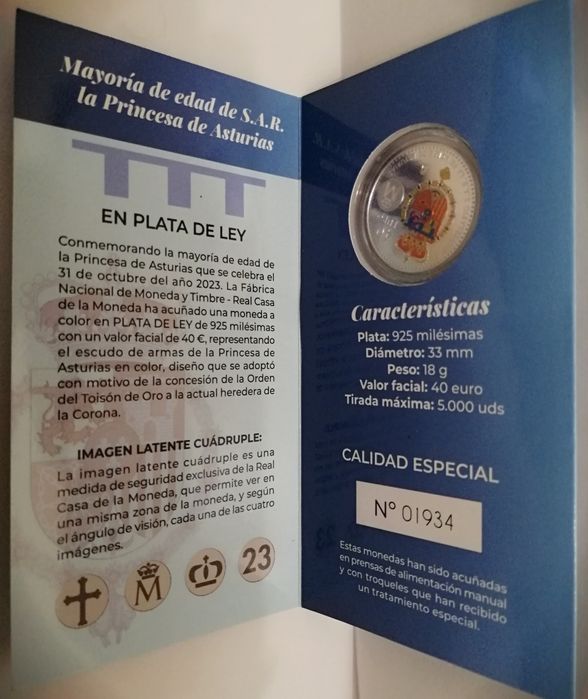 Mayoría de edad de S.A.R.
la Princesa de Asturias
EN PLATA DE LEY
Conmemorando la mayoría de edad de
la Princesa de Asturias que se celebra el
31 de octubre del año 2023. La Fábrica
Nacional de Moneda y Timbre - Real Casa
de la Moneda ha acuñado una moneda a
color en PLATA DE LEY de 925 milésimas
con un valor facial de 40 €, representando
el escudo de armas de la Princesa de
Asturias en color, diseño que se adoptó
con motivo de la concesión de la Orden
del Toisón de Oro a la actual heredera de
la Corona.
IMAGEN LATENTE CUÁDRUPLE:
La imagen latente cuádruple es una
medida de seguridad exclusiva de la Real
Casa de la Moneda, que permite ver en
una misma zona de la moneda, y según
el ángulo de visión, cada una de las cuatro
imágenes.
M
23
Características
Plata: 925 milésimas
Diámetro: 33 mm
Peso: 18 g
Valor facial: 40 euro
Tirada máxima: 5.000 uds
CALIDAD ESPECIAL
Nº 01934
Estas monedas han sido acuñadas
en prensas de alimentación manual
y con troqueles que han recibido
un tratamiento especial.